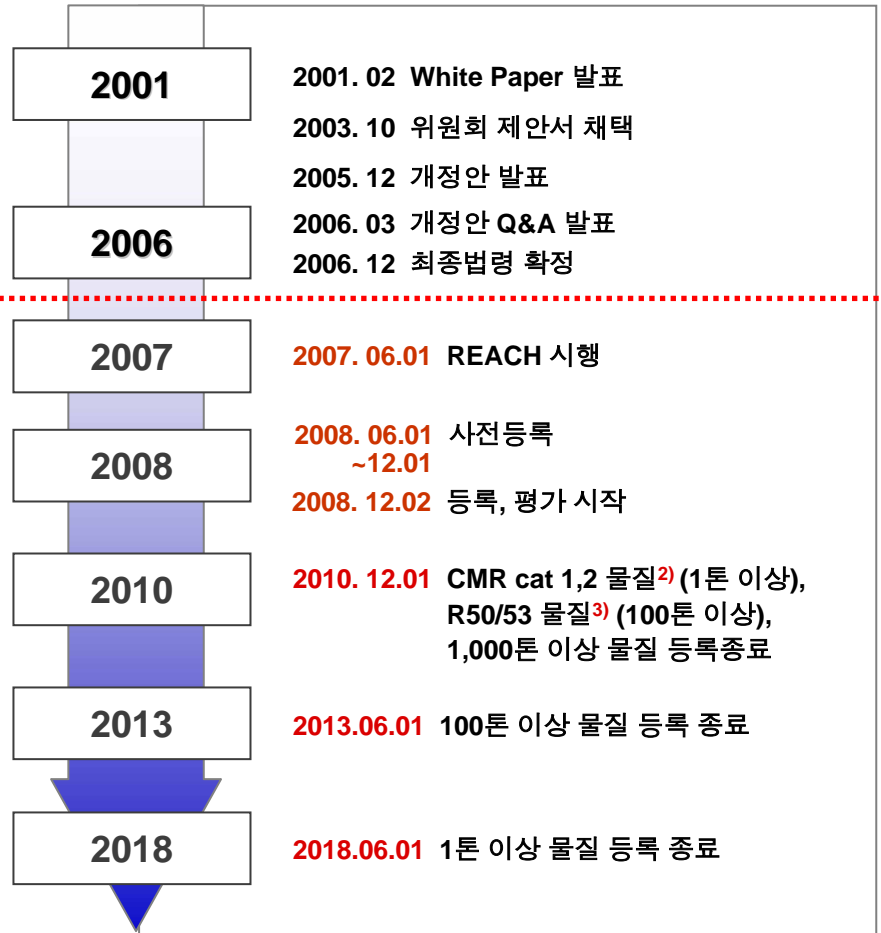 2001
2001. 02 White Paper 발표
2003. 10 위원회 제안서 채택
2005. 12 개정안 발표
2006
2006. 03 개정안 Q&A 발표
2006. 12 최종법령 확정
2007
2007. 06.01 REACH 시행
2008
2008. 06.01 사전등록
~12.01
2008. 12.02 등록, 평가 시작
2010
2010. 12.01 CMR cat 1,2 물질2) (1톤 이상),
R50/53 물질3) (100톤 이상),
1,000톤 이상 물질 등록종료
2013
2013.06.01 100톤 이상 물질 등록 종료
2018
2018.06.01 1톤 이상 물질 등록 종료